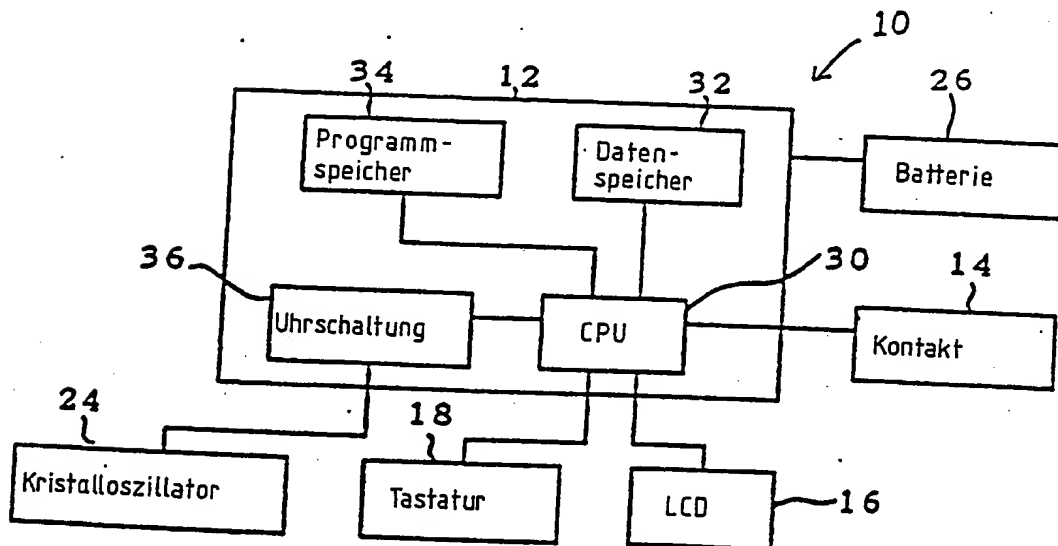 10
34
12
32
26
Programm-
speicher
Daten-
speicher
Batterie
36
30
14
Uhrschaltung
CPU
Kontakt
24
18
Kristalloszillator
Tastatur
LCD
16